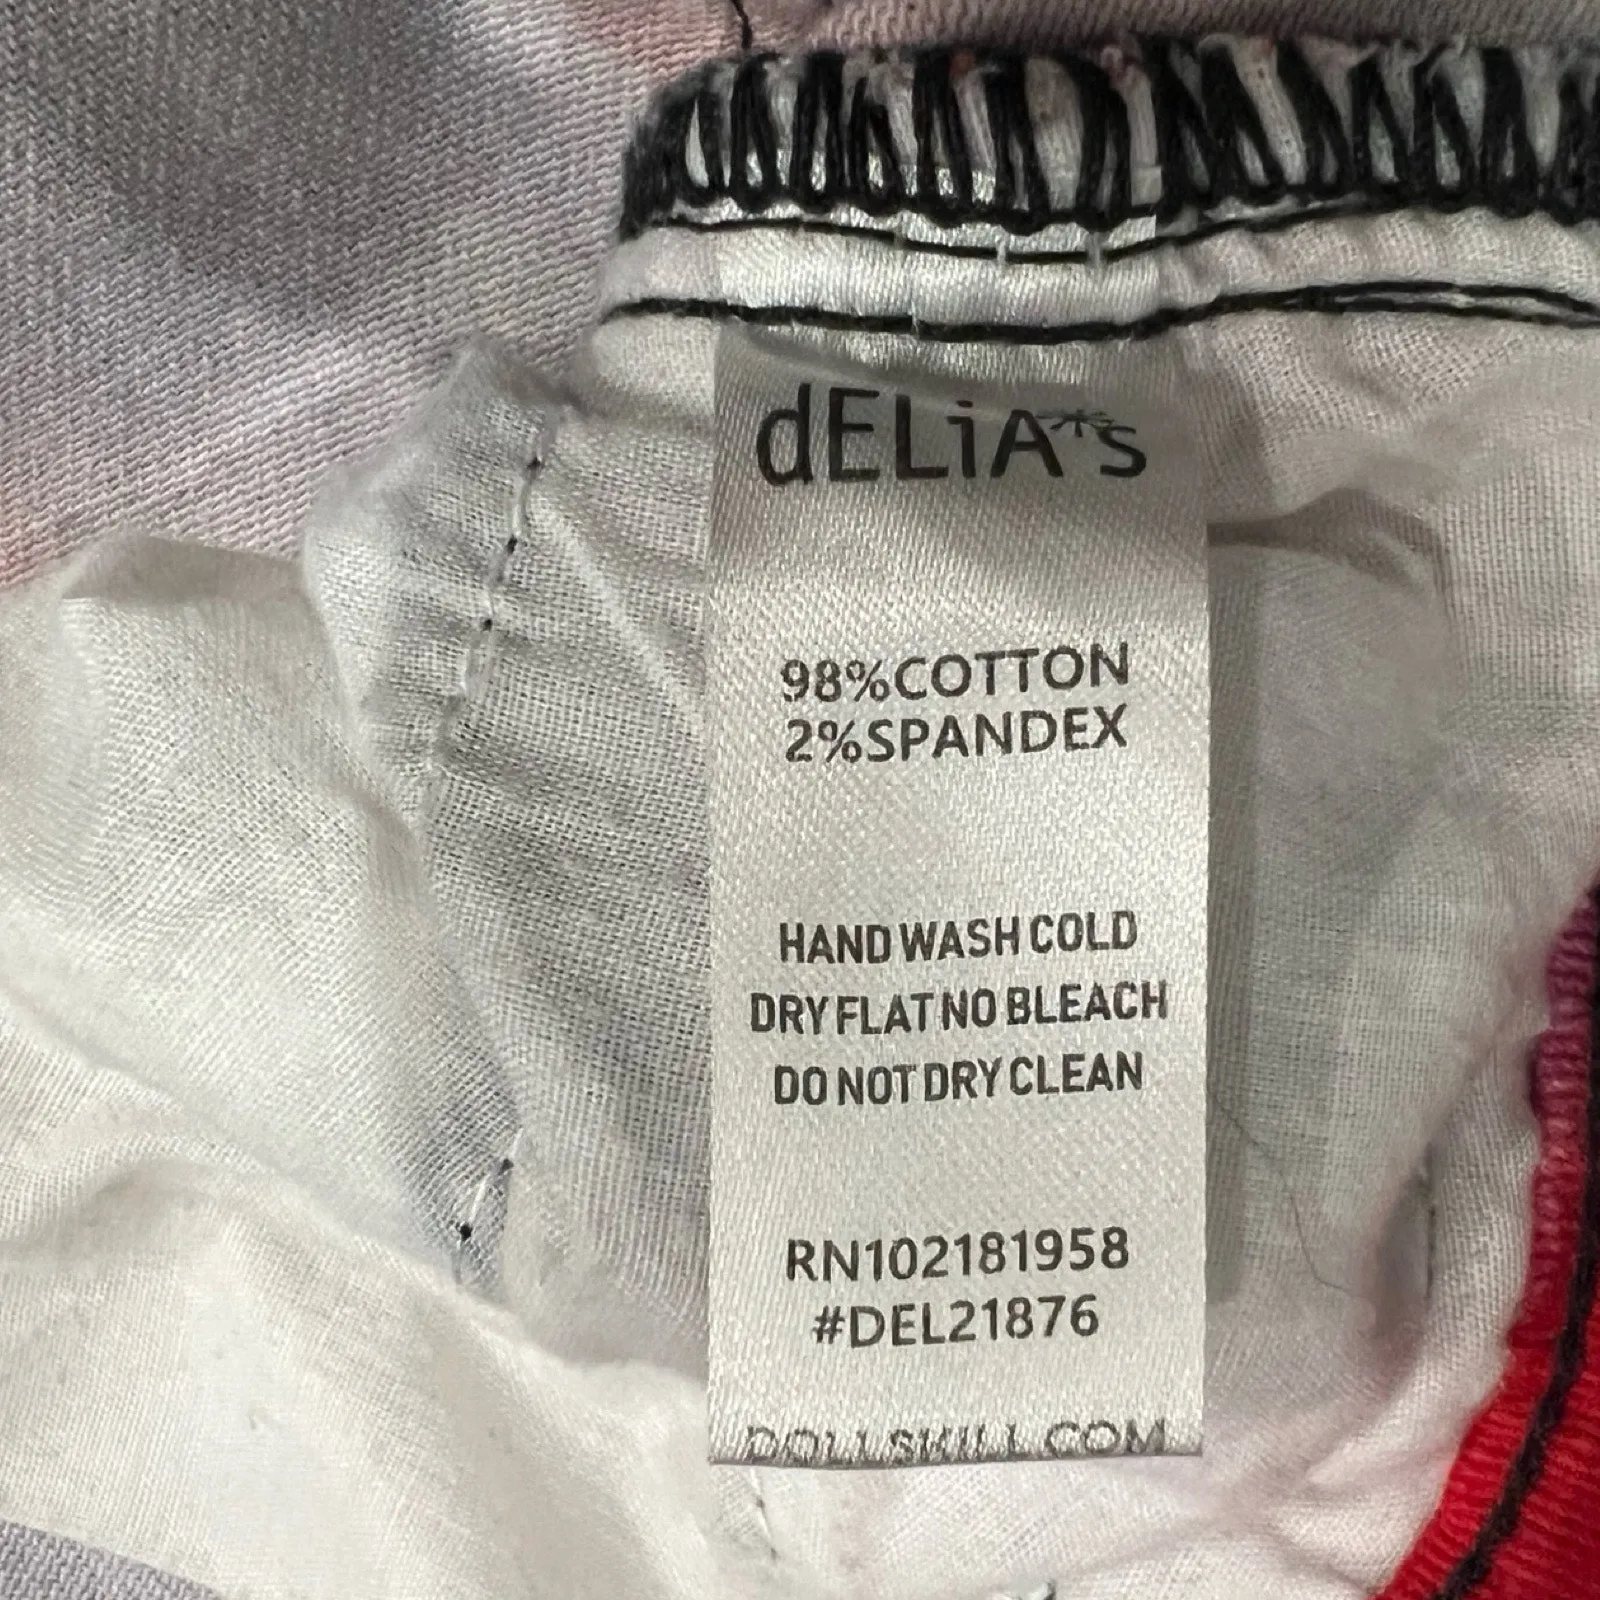 dELiA*s
98%COTTON
2%SPANDEX
HAND WASH COLD
DRY FLAT NO BLEACH
DO NOT DRY CLEAN
RN102181958
#DEL21876
DOLLSKILL.COM